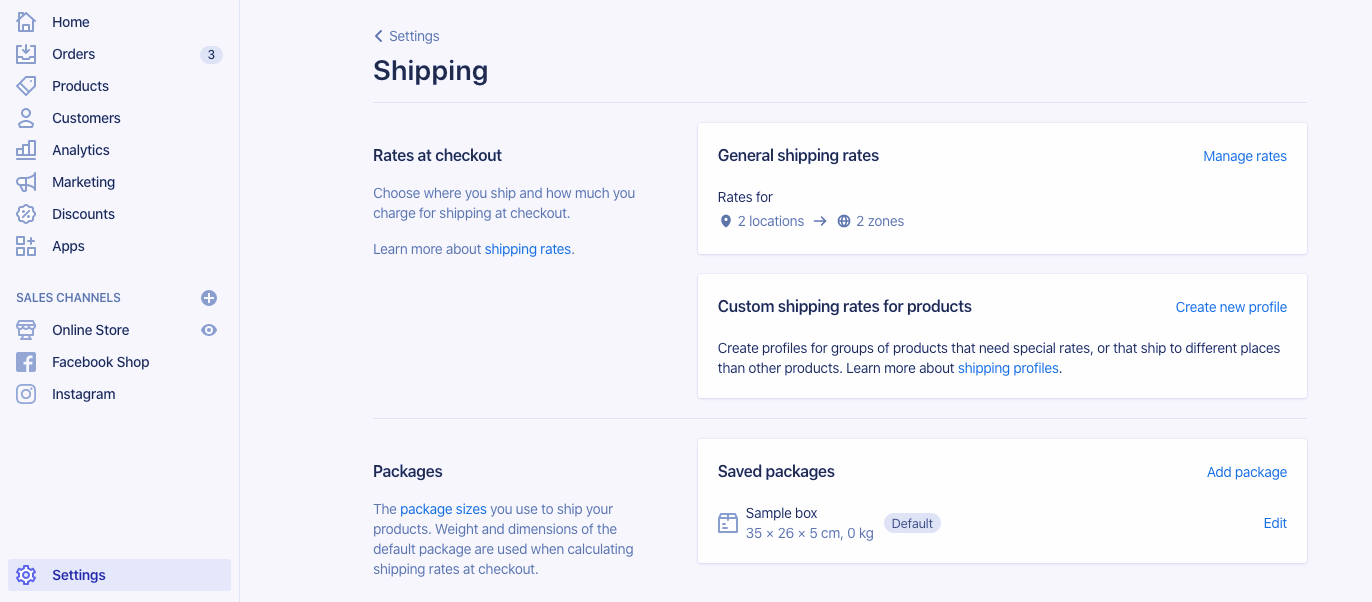 Home
Orders 3
Products
Customers
Analytics
Marketing
Discounts
Apps
SALES CHANNELS
Online Store
Facebook Shop
Instagram
Settings
Settings
Shipping
Rates at checkout
Choose where you ship and how much you
charge for shipping at checkout.
Learn more about shipping rates.
General shipping rates Manage rates
Rates for
2 locations → 2 zones
Custom shipping rates for products Create new profile
Create profiles for groups of products that need special rates, or that ship to different places
than other products. Learn more about shipping profiles.
Packages
The package sizes you use to ship your
products. Weight and dimensions of the
default package are used when calculating
shipping rates at checkout.
Saved packages Add package
Sample box
35 × 26 × 5 cm, 0 kg Default Edit